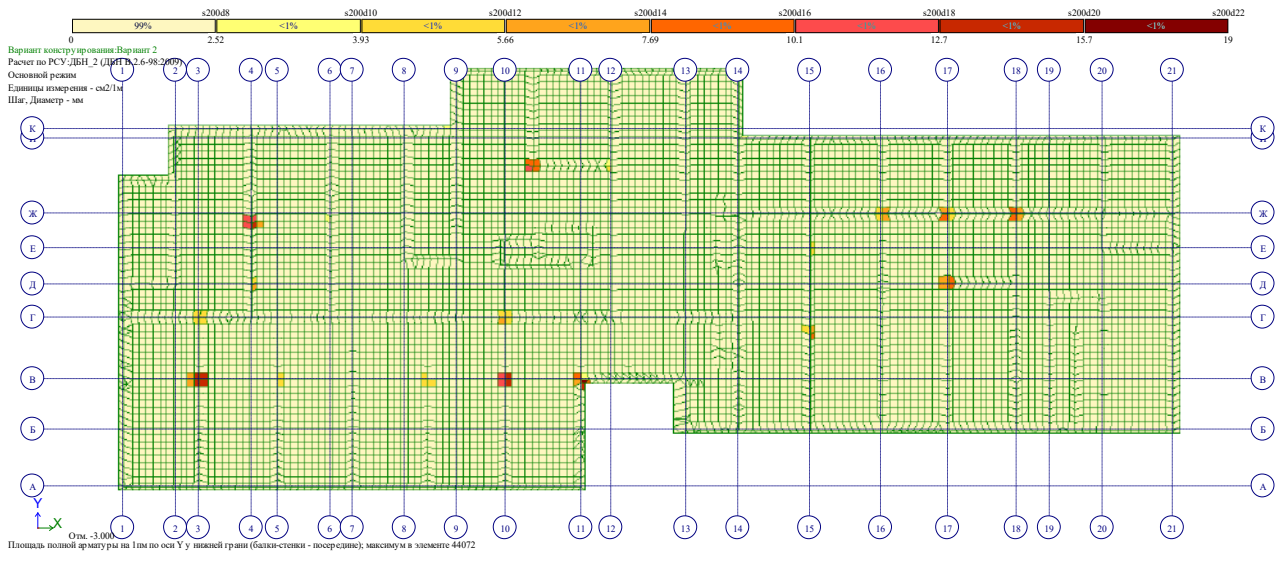 s200d8 s200d10 s200d12 s200d14 s200d16 s200d18 s200d20 s200d22
99% <1% <1% <1% <1% <1% <1%
0 2.52 3.93 5.66 7.69 10.1 12.7 15.7 19
Вариант конструирования:Вариант 2
Расчет по РСУ:ДБН_2 (ДБН В.2.6-98:2009)
Основной режим
Единицы измерения - см2/1м
Шаг, Диаметр - мм
1 2 3 4 5 6 7 8 9 10 11 12 13 14 15 16 17 18 19 20 21
К К
Ж Ж
Е Е
Д Д
Г Г
В В
Б Б
А А
Y
X
1 2 3 4 5 6 7 8 9 10 11 12 13 14 15 16 17 18 19 20 21
Отм. -3.000
Площадь полной арматуры на 1пм по оси Y у нижней грани (балки-стенки - посередине); максимум в элементе 44072